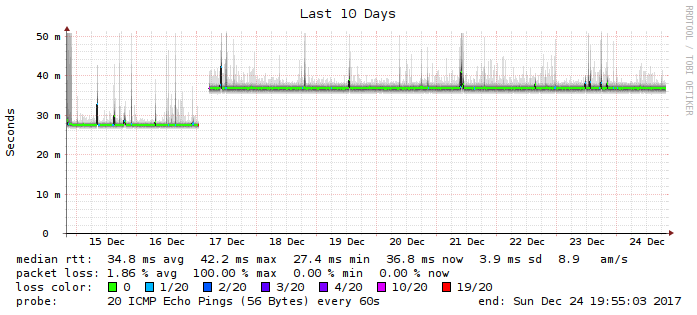 Last 10 Days
RRDTOOL / TOBI OETIKER
Seconds
50 m
40 m
30 m
20 m
10 m
0
15 Dec 16 Dec 17 Dec 18 Dec 19 Dec 20 Dec 21 Dec 22 Dec 23 Dec 24 Dec
median rtt: 34.8 ms avg 42.2 ms max 27.4 ms min 36.8 ms now 3.9 ms sd 8.9 am/s
packet loss: 1.86 % avg 100.00 % max 0.00 % min 0.00 % now
loss color: 0 1/20 2/20 3/20 4/20 10/20 19/20
probe: 20 ICMP Echo Pings (56 Bytes) every 60s end: Sun Dec 24 19:55:03 2017